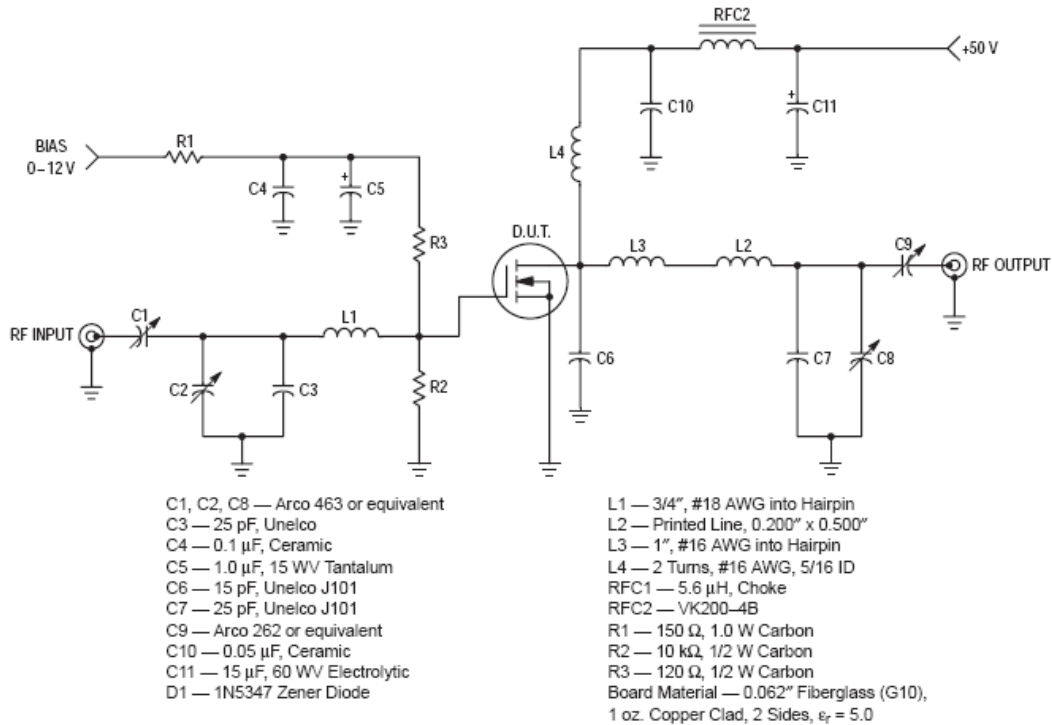 RFC2
+50 V
C10
C11
BIAS
0–12 V
R1
L4
C4
+
C5
+
R3
D.U.T.
L3
L2
C9
RF OUTPUT
RF INPUT
C1
L1
C2
C3
R2
C6
C7
C8
C1, C2, C8 — Arco 463 or equivalent
C3 — 25 pF, Unelco
C4 — 0.1 µF, Ceramic
C5 — 1.0 µF, 15 WV Tantalum
C6 — 15 pF, Unelco J101
C7 — 25 pF, Unelco J101
C9 — Arco 262 or equivalent
C10 — 0.05 µF, Ceramic
C11 — 15 µF, 60 WV Electrolytic
D1 — 1N5347 Zener Diode
L1 — 3/4″, #18 AWG into Hairpin
L2 — Printed Line, 0.200″ x 0.500″
L3 — 1″, #16 AWG into Hairpin
L4 — 2 Turns, #16 AWG, 5/16 ID
RFC1 — 5.6 µH, Choke
RFC2 — VK200–4B
R1 — 150 Ω, 1.0 W Carbon
R2 — 10 kΩ, 1/2 W Carbon
R3 — 120 Ω, 1/2 W Carbon
Board Material — 0.062″ Fiberglass (G10),
1 oz. Copper Clad, 2 Sides, εr = 5.0